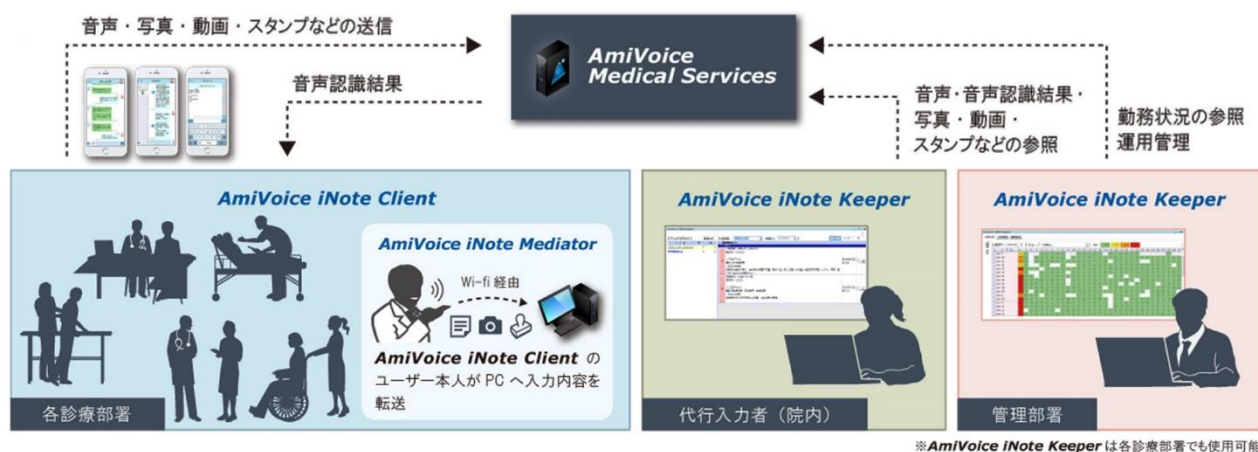 音声・写真・動画・スタンプなどの送信
音声認識結果
AmiVoice
Medical Services
音声・音声認識結果・
写真・動画・
スタンプなどの参照
勤務状況の参照
運用管理
AmiVoice iNote Client
AmiVoice iNote Mediator
Wi-fi 経由
AmiVoice iNote Client の
ユーザー本人が PC へ入力内容を
転送
各診療部署
AmiVoice iNote Keeper
代行入力者（院内）
AmiVoice iNote Keeper
管理部署
※AmiVoice iNote Keeper は各診療部署でも使用可能